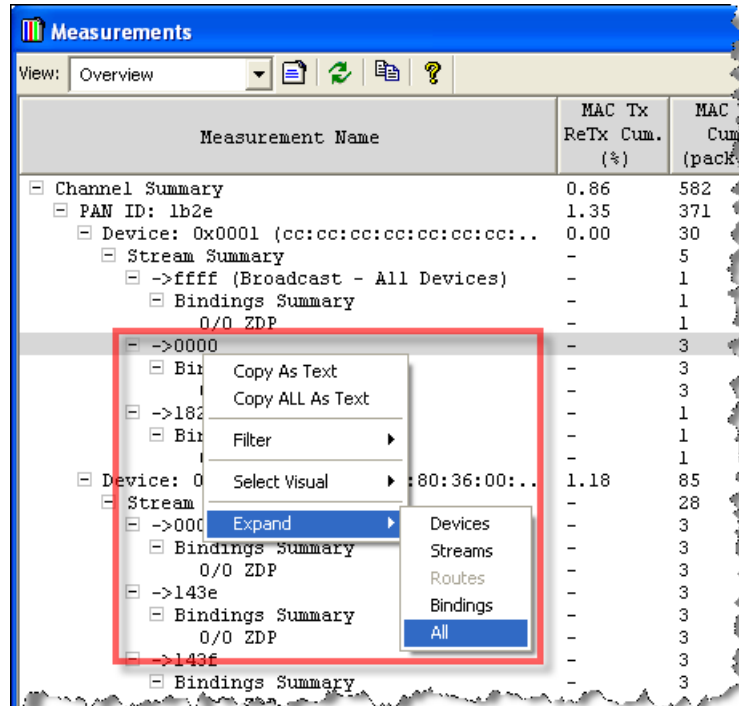 Measurements
View: Overview
Measurement Name
MAC Tx ReTx Cum. (%)
MAC
Channel Summary 0.86 582
PAN ID: 1b2e 1.35 371
Device: 0x0001 (cc:cc:cc:cc:cc:cc:cc:.. 0.00 30
Stream Summary - 5
->ffff (Broadcast - All Devices) - 1
Bindings Summary - 1
0/0 ZDP - 1
->0000 - 3
- 3
- 3
->182 - 1
- 1
- 1
Device: 0 :80:36:00:.. 1.18 85
Stream - 28
->000 - 3
Bindings Summary - 3
0/0 ZDP - 3
->143e - 3
Bindings Summary - 3
0/0 ZDP - 3
->143f - 3
Bindings Summary - 3
Copy As Text
Copy ALL As Text
Filter
Select Visual
Expand
Devices
Streams
Routes
Bindings
All